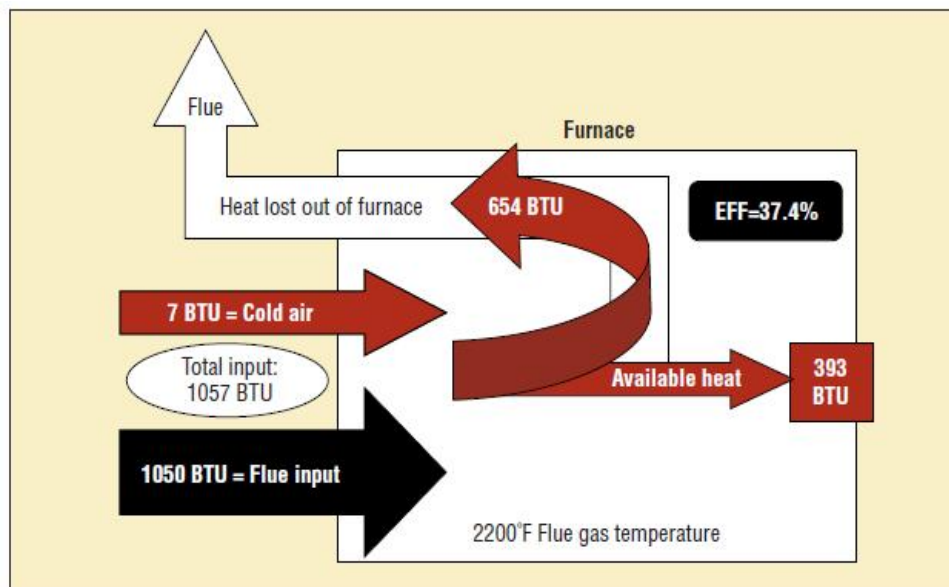 Flue
Furnace
Heat lost out of furnace
654 BTU
EFF=37.4%
7 BTU = Cold air
Total input:
1057 BTU
Available heat
393
BTU
1050 BTU = Flue input
2200°F Flue gas temperature